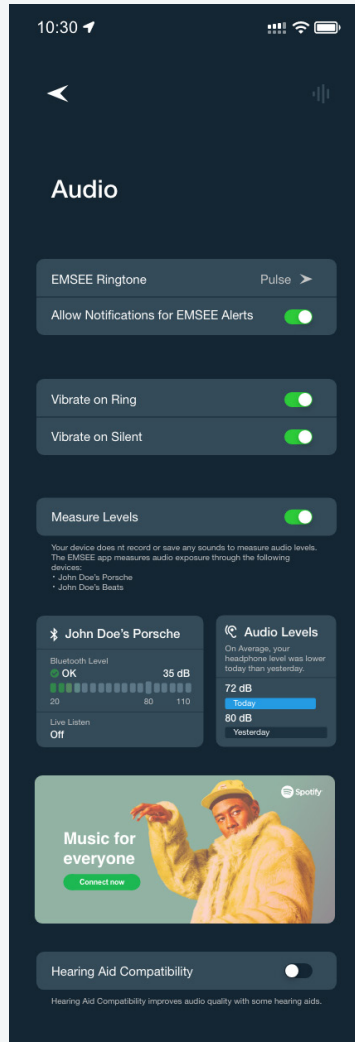 10:30
Audio
EMSEE Ringtone
Pulse
Allow Notifications for EMSEE Alerts
Vibrate on Ring
Vibrate on Silent
Measure Levels
Your device does nt record or save any sounds to measure audio levels.
The EMSEE app measures audio exposure through the following
devices:
• John Doe's Porsche
• John Doe's Beats
John Doe's Porsche
Bluetooth Level
OK
35 dB
20
80
110
Live Listen
Off
Audio Levels
On Average, your
headphone level was lower
today than yesterday.
72 dB
Today
80 dB
Yesterday
Spotify
Music for
everyone
Connect now
Hearing Aid Compatibility
Hearing Aid Compatibility improves audio quality with some hearing aids.